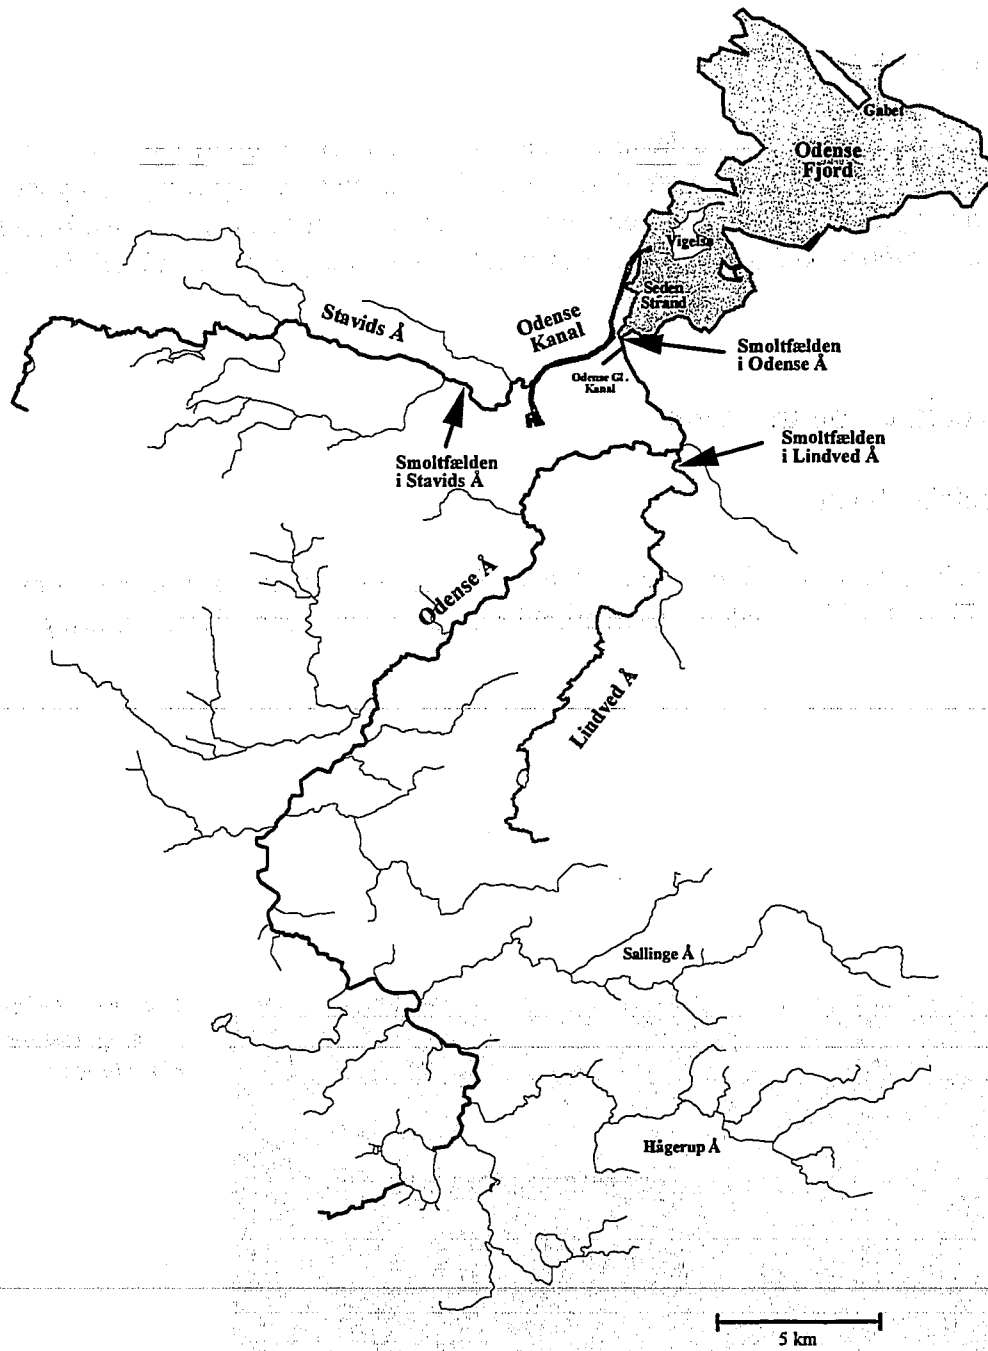 Gabet
Odense
Fjord
Vigelsø
Seden
Strand
Stavids Å
Odense
Kanal
Smoltfælden
i Odense Å
Odense Gl.
Kanal
Smoltfælden
i Lindved Å
Smoltfælden
i Stavids Å
Odense Å
Lindved Å
Sallinge Å
Hågerup Å
5 km